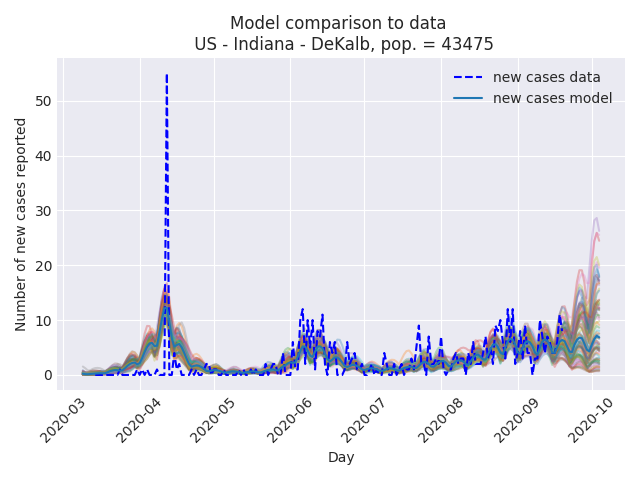 Model comparison to data
US - Indiana - DeKalb, pop. = 43475
new cases data
new cases model
Number of new cases reported
50
40
30
20
10
0
2020-03
2020-04
2020-05
2020-06
2020-07
2020-08
2020-09
2020-10
Day